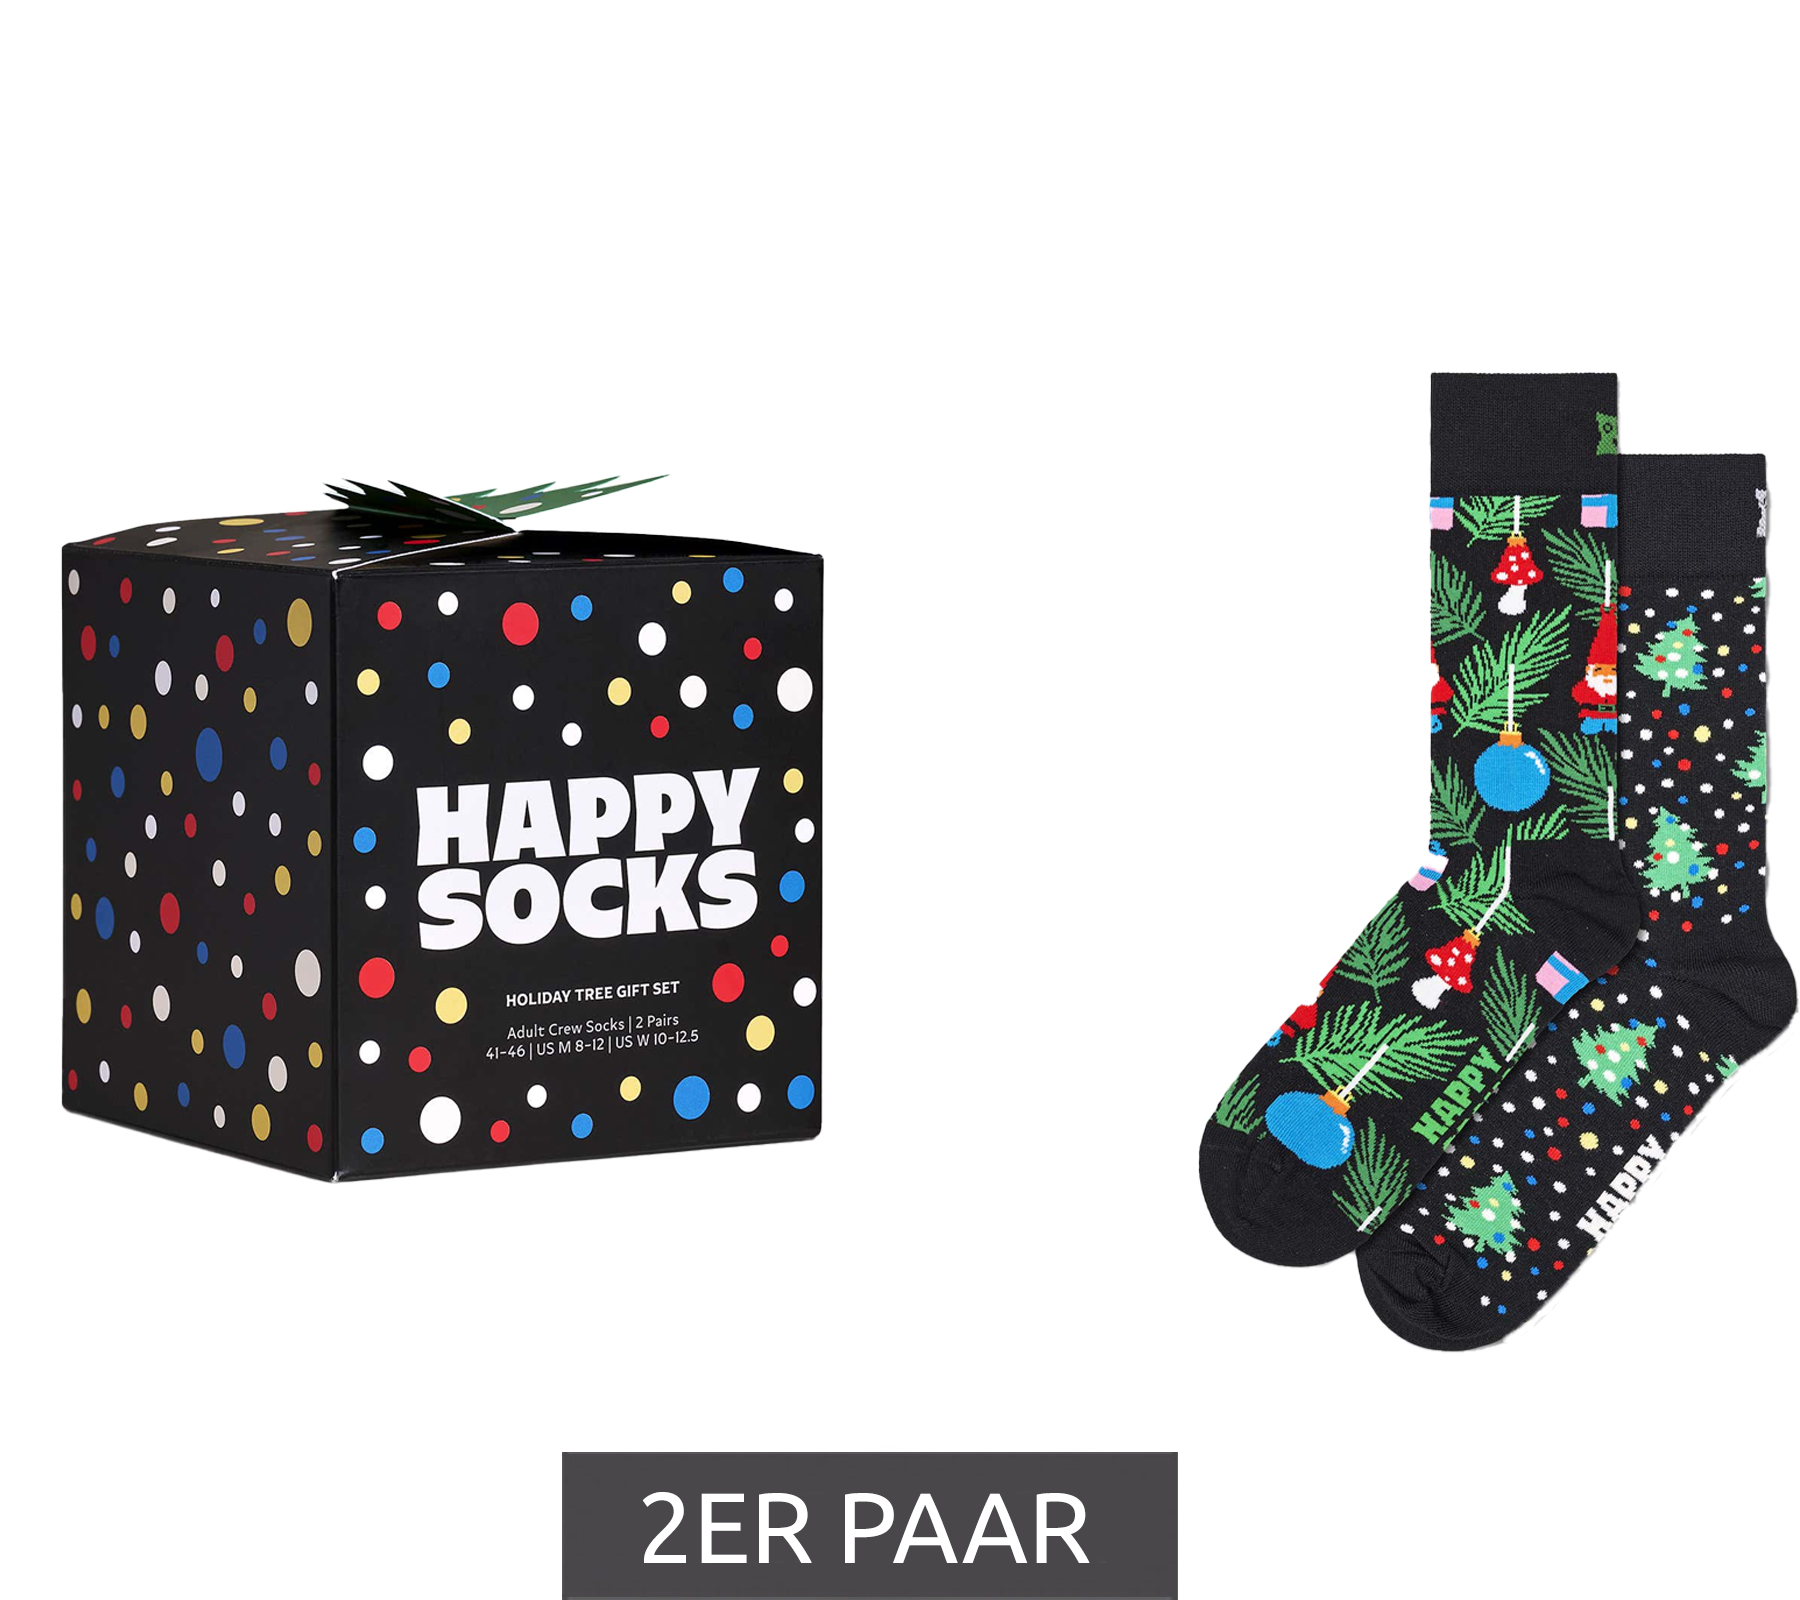 HAPPY
SOCKS
HOLIDAY TREE GIFT SET
Adult Crew Socks | 2 Pairs
41-46 | US M 8-12 | US W 10-12.5
HAPPY
HAPPY
2ER PAAR